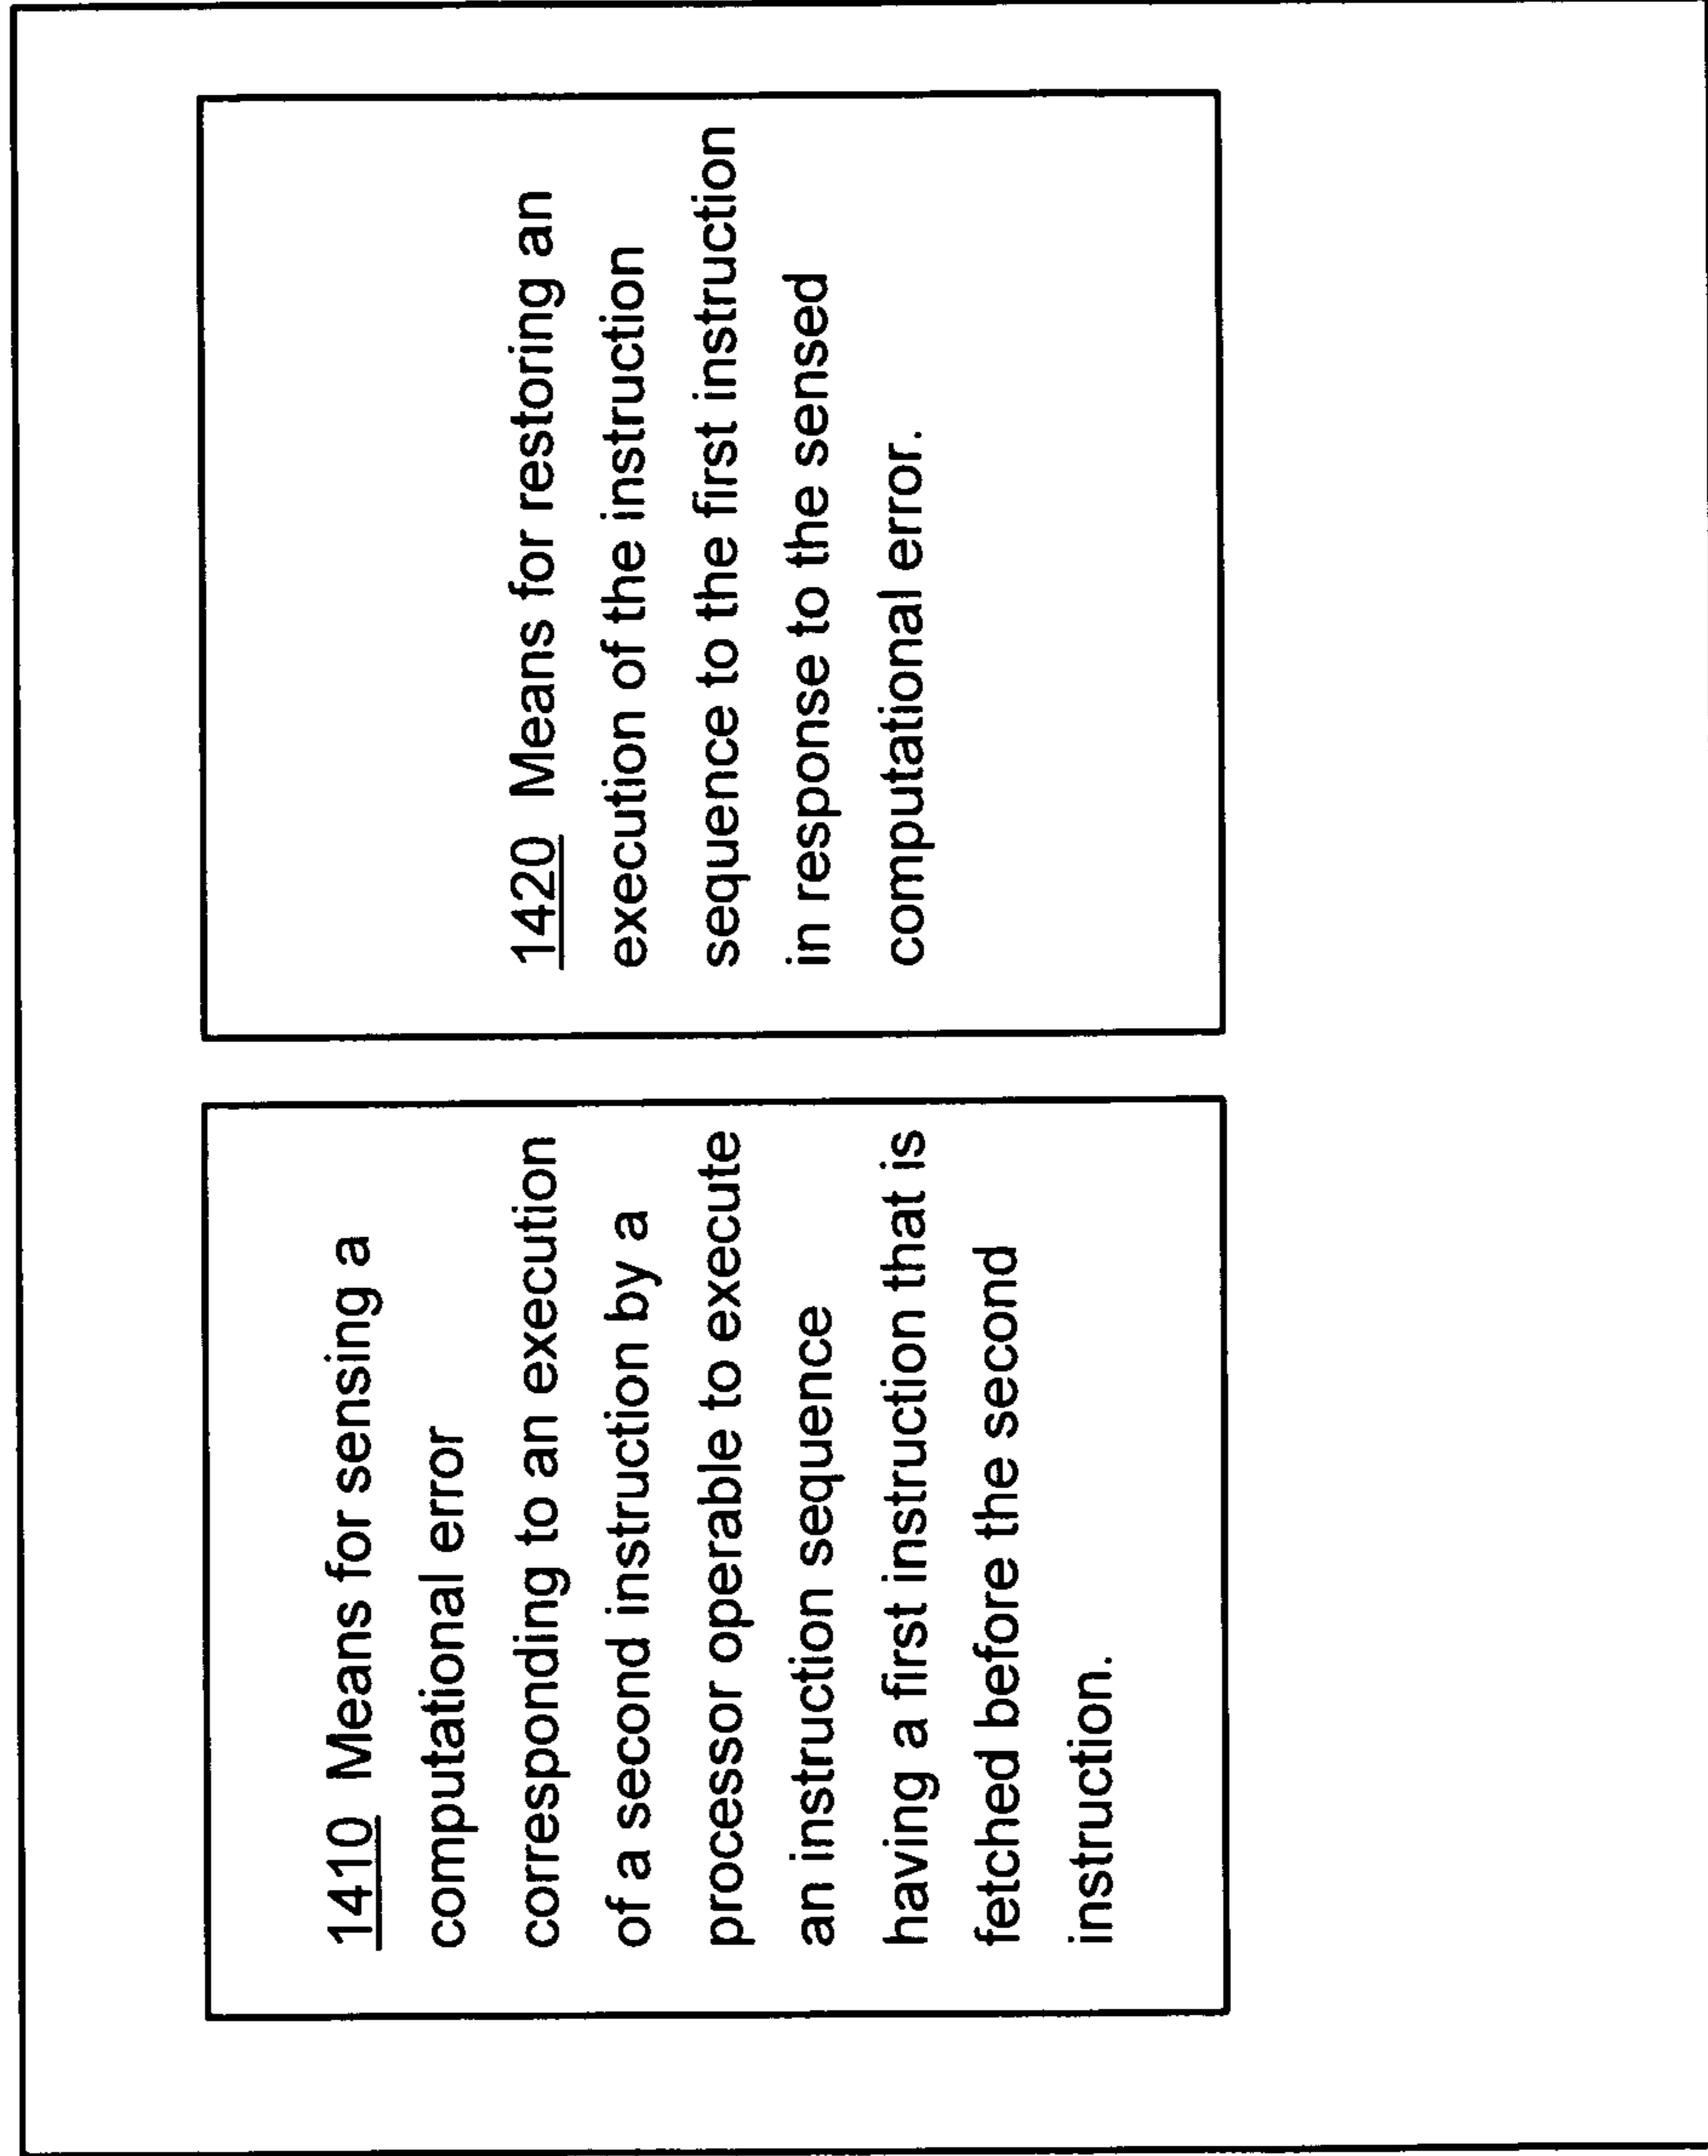 1410 Means for sensing a
computational error
corresponding to an execution
of a second instruction by a
processor operable to execute
an instruction sequence
having a first instruction that is
fetched before the second
instruction.
1420 Means for restoring an
execution of the instruction
sequence to the first instruction
in response to the sensed
computational error.